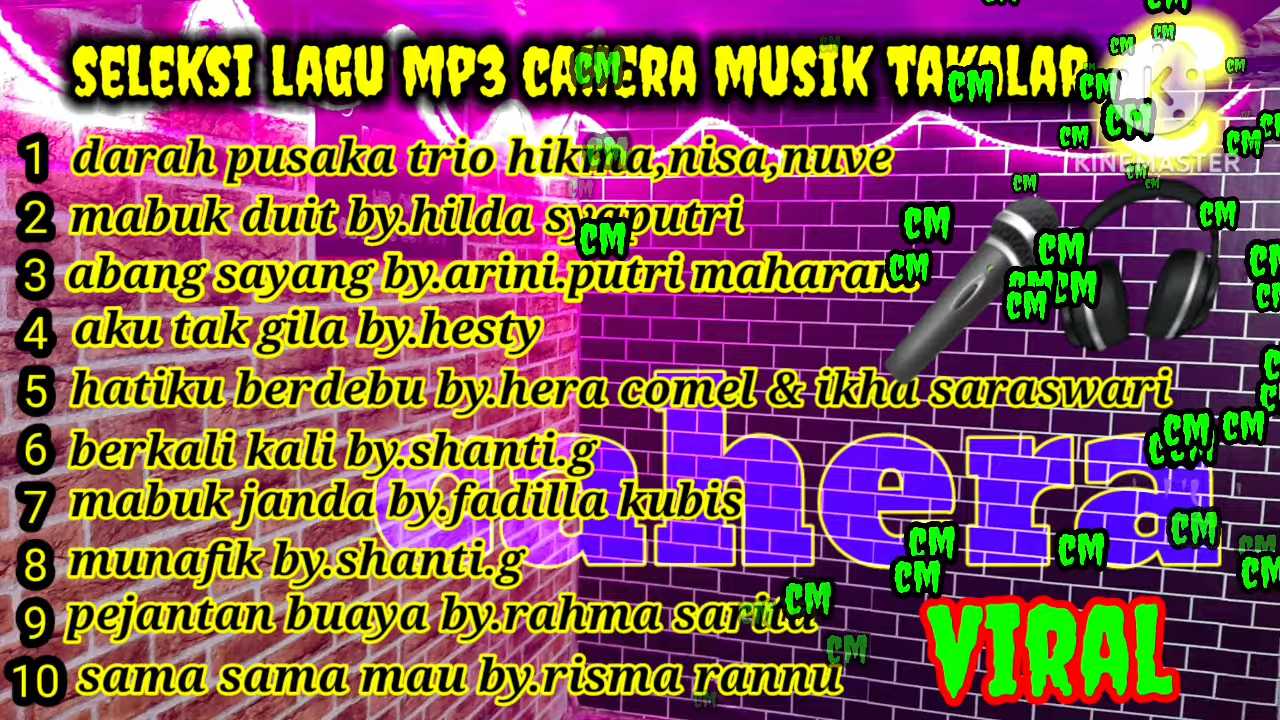 SELEKSI LAGU MP3 CAHERA MUSIK TAKALAR
KINEMASTER
1 darah pusaka trio hikma,nisa,nuve
2 mabuk duit by.hilda syaputri
3 abang sayang by.arini.putri maharani
4 aku tak gila by.hesty
5 hatiku berdebu by.hera comel & ikha saraswari
6 berkali kali by.shanti.g
7 mabuk janda by.fadilla kubis
8 munafik by.shanti.g
9 pejantan buaya by.rahma sarita
10 sama sama mau by.risma rannu
cahera
CM
VIRAL